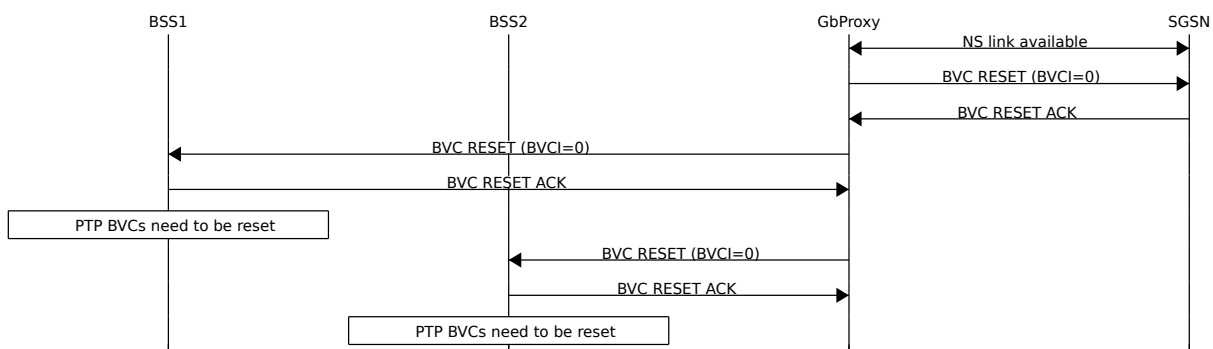 BSS1 BSS2 GbProxy SGSN
NS link available
BVC RESET (BVCI=0)
BVC RESET ACK
BVC RESET (BVCI=0)
BVC RESET ACK
PTP BVCs need to be reset
BVC RESET (BVCI=0)
BVC RESET ACK
PTP BVCs need to be reset